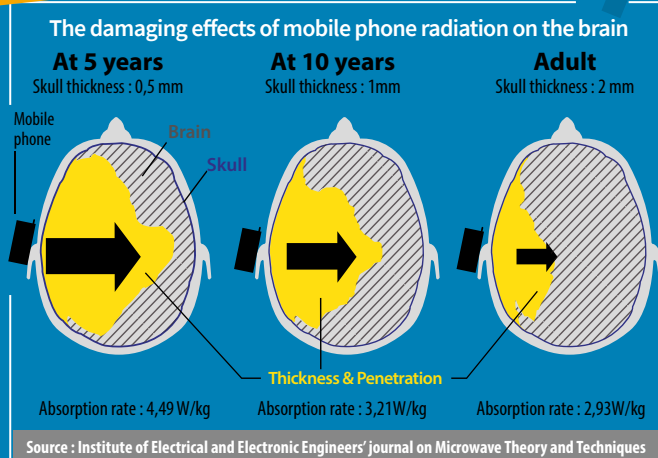 The damaging effects of mobile phone radiation on the brain
At 5 years
Skull thickness : 0,5 mm
At 10 years
Skull thickness : 1mm
Adult
Skull thickness : 2 mm
Mobile
phone
Brain
Skull
Thickness & Penetration
Absorption rate : 4,49 W/kg
Absorption rate : 3,21W/kg
Absorption rate : 2,93W/kg
Source : Institute of Electrical and Electronic Engineers' journal on Microwave Theory and Techniques